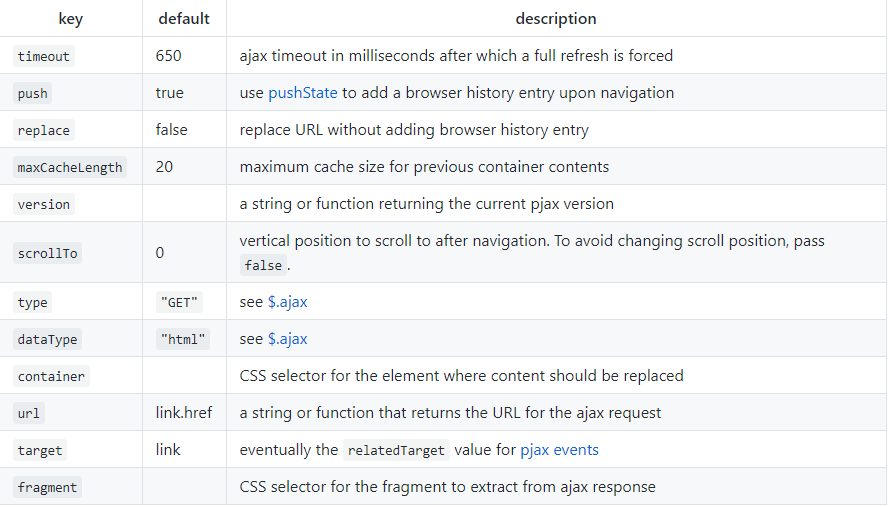 key default description
timeout 650 ajax timeout in milliseconds after which a full refresh is forced
push true use pushState to add a browser history entry upon navigation
replace false replace URL without adding browser history entry
maxCacheLength 20 maximum cache size for previous container contents
version a string or function returning the current pjax version
scrollTo 0 vertical position to scroll to after navigation. To avoid changing scroll position, pass
false.
type "GET" see $.ajax
dataType "html" see $.ajax
container CSS selector for the element where content should be replaced
url link.href a string or function that returns the URL for the ajax request
target link eventually the relatedTarget value for pjax events
fragment CSS selector for the fragment to extract from ajax response